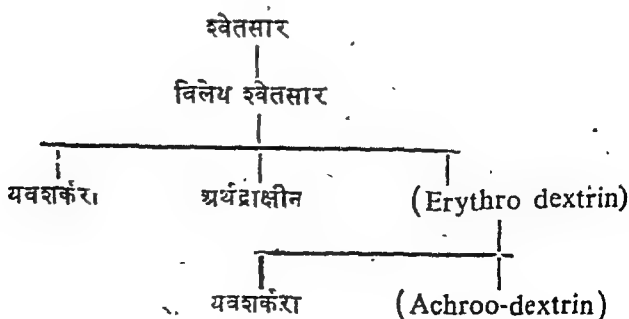 श्वेतसार
विलेय श्वेतसार
यवशर्करा अर्थद्राक्षीन (Erythro dextrin)
यवशर्करा (Achroo-dextrin)